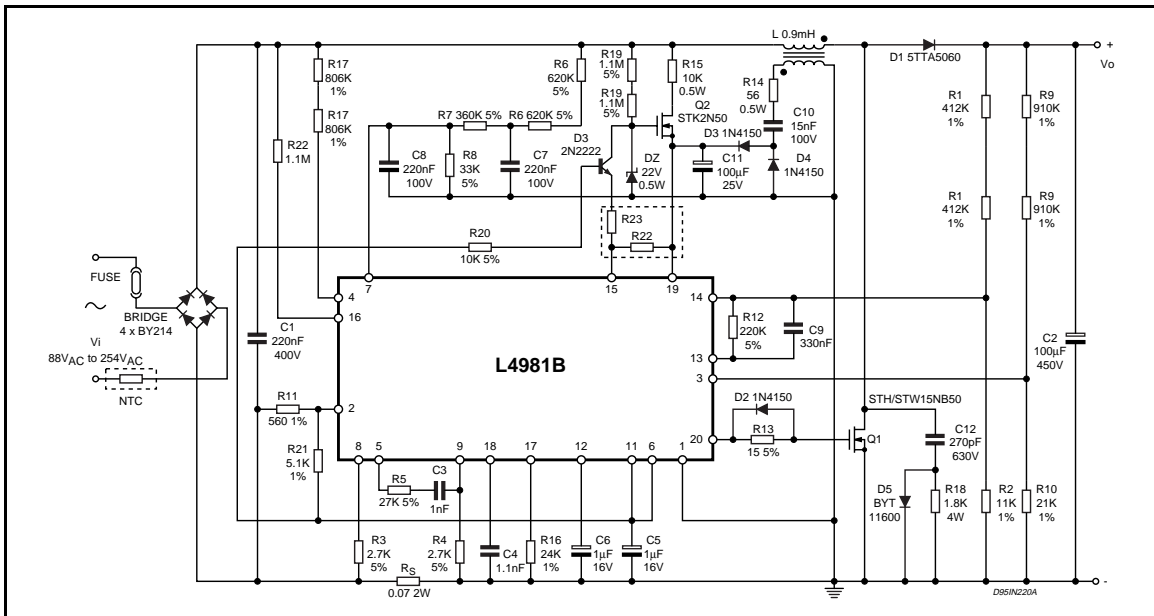 L 0.9mH
D1 5TTA5060
+
Vo
R17
806K
1%
R6
620K
5%
R19
1.1M
5%
R15
10K
0.5W
R14
56
0.5W
R1
412K
1%
R9
910K
1%
R19
1.1M
5%
Q2
STK2N50
C10
15nF
100V
R17
806K
1%
R7 360K 5%
R6 620K 5%
D3
2N2222
D3 1N4150
R22
1.1M
C8
220nF
100V
R8
33K
5%
C7
220nF
100V
DZ
22V
0.5W
C11
100µF
25V
D4
1N4150
R1
412K
1%
R9
910K
1%
R23
R22
R20
10K 5%
FUSE
BRIDGE
4 x BY214
Vi
88VAC to 254VAC
NTC
C1
220nF
400V
R11
560 1%
R21
5.1K
1%
7
15
19
4
16
2
14
13
3
20
L4981B
8
5
9
18
17
12
11
6
1
R12
220K
5%
C9
330nF
C2
100µF
450V
D2 1N4150
R13
15 5%
STH/STW15NB50
Q1
C12
270pF
630V
R5
27K 5%
C3
1nF
D5
BYT
11600
R18
1.8K
4W
R2
11K
1%
R10
21K
1%
R3
2.7K
5%
RS
0.07 2W
R4
2.7K
5%
C4
1.1nF
R16
24K
1%
C6
1µF
16V
C5
1µF
16V
-
D95IN220A